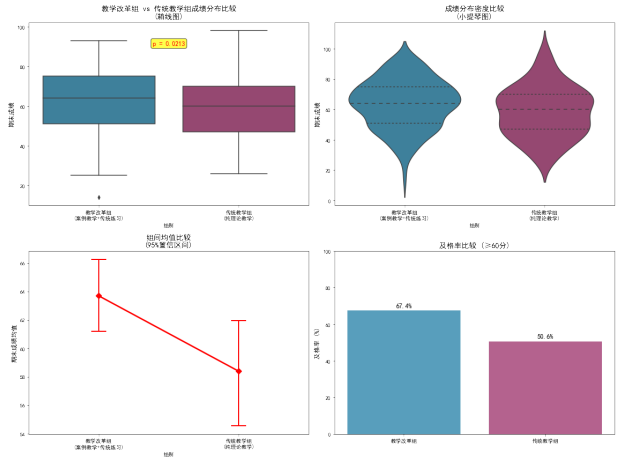 教学改革组 vs 传统教学组成绩分布比较
(箱线图)
p = 0.0213
期末成绩
100
80
60
40
20
教学改革组
(案例教学+传统练习)
传统教学组
(纯理论教学)
组别
成绩分布密度比较
(小提琴图)
期末成绩
100
80
60
40
20
0
教学改革组
(案例教学+传统练习)
传统教学组
(纯理论教学)
组别
组间均值比较
(95%置信区间)
期末成绩均值
66
64
62
60
58
56
54
教学改革组
(案例教学+传统练习)
传统教学组
(纯理论教学)
组别
及格率比较 (≥60分)
及格率 (%)
100
80
60
40
20
0
67.4%
50.6%
教学改革组
传统教学组